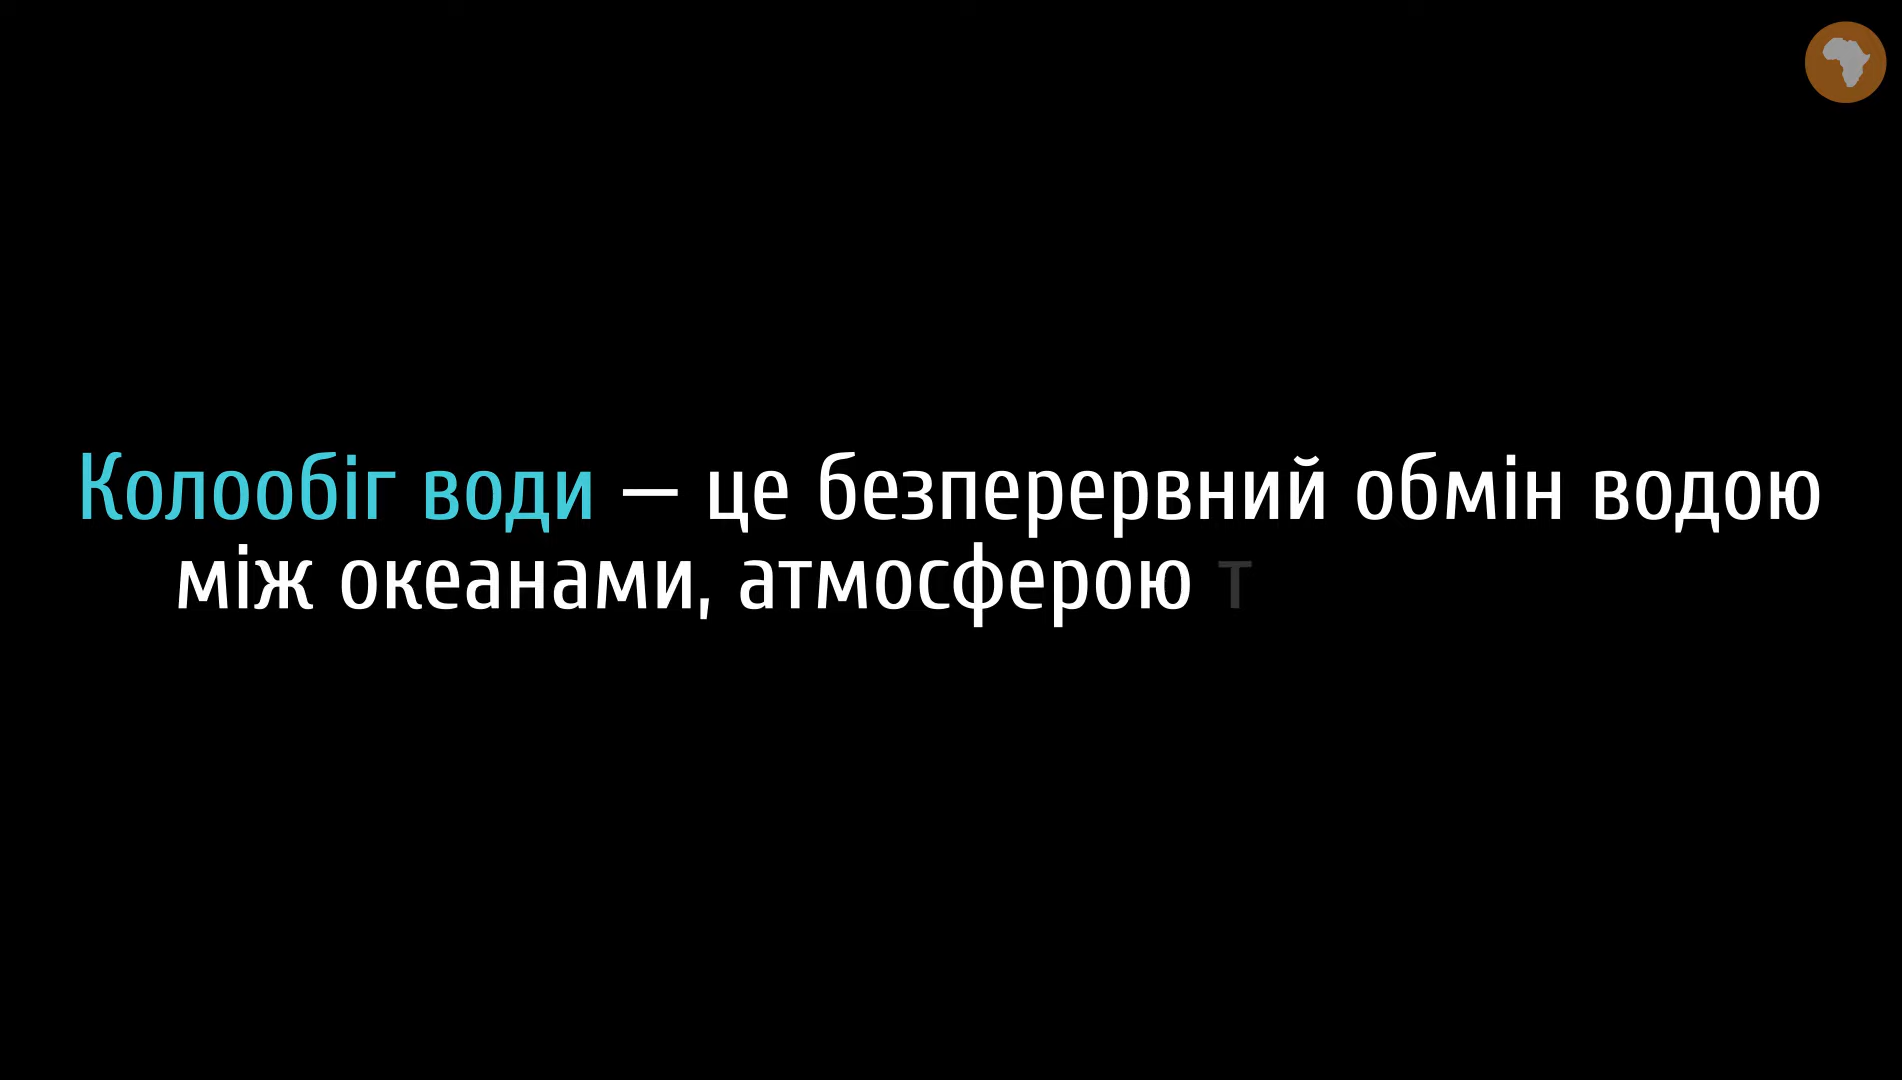 Колообіг води — це безперервний обмін водою
між океанами, атмосферою т